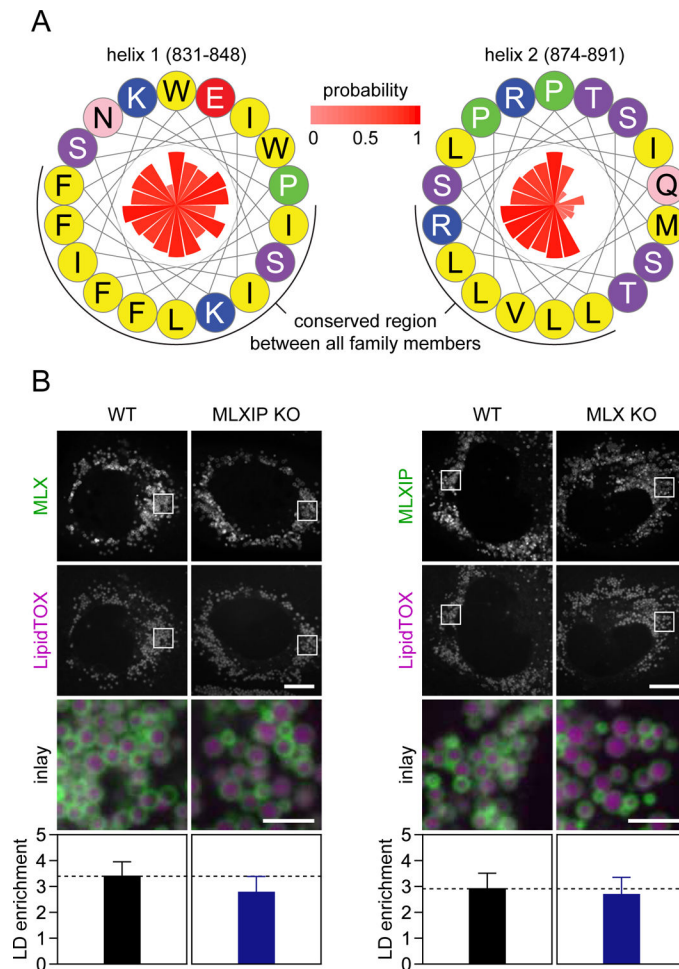 A
helix 1 (831-848)
helix 2 (874-891)
probability
0 0.5 1
W
E
I
W
P
I
S
I
K
L
F
F
I
F
F
S
N
K
P
T
S
I
Q
M
S
T
L
L
V
L
L
R
S
L
P
R
conserved region
between all family members
B
WT
MLXIP KO
WT
MLX KO
MLX
MLXIP
LipidTOX
LipidTOX
inlay
inlay
LD enrichment
5
4
3
2
1
0
LD enrichment
5
4
3
2
1
0